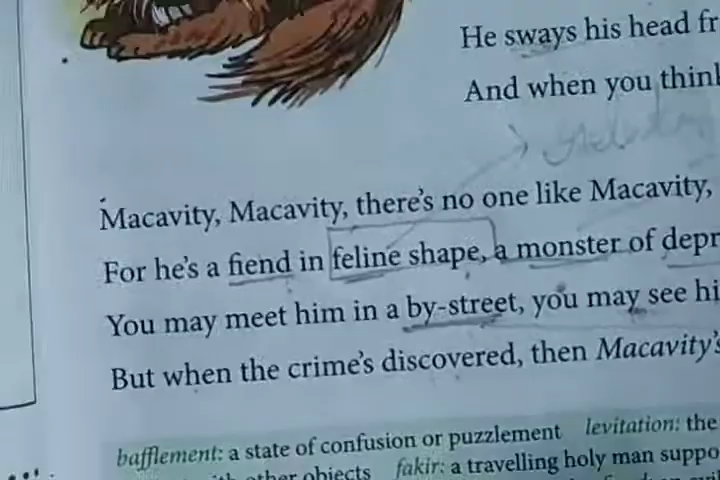 He sways his head fr
And when you think
Macavity, Macavity, there's no one like Macavity,
For he's a fiend in feline shape, a monster of depr
You may meet him in a by-street, you may see hi
But when the crime's discovered, then Macavity's
bafflement: a state of confusion or puzzlement levitation: the
other objects fakir: a travelling holy man suppo